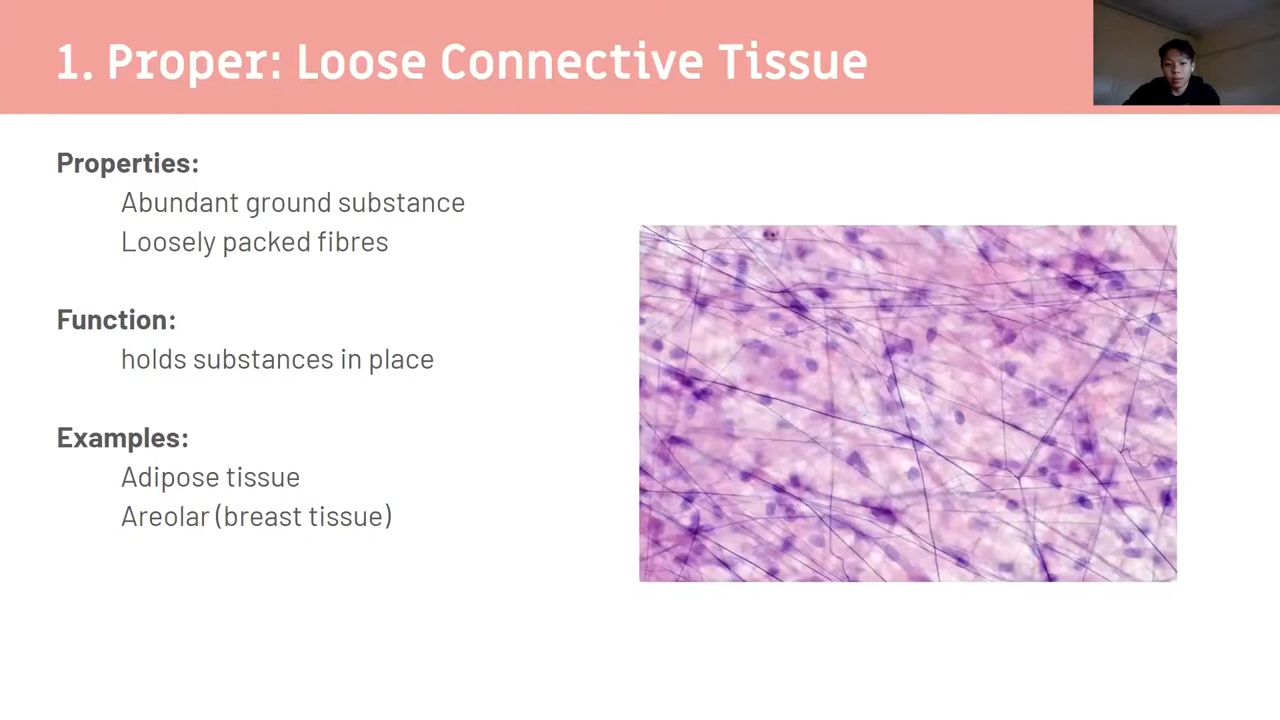 1. Proper: Loose Connective Tissue
Properties:
Abundant ground substance
Loosely packed fibres
Function:
holds substances in place
Examples:
Adipose tissue
Areolar (breast tissue)